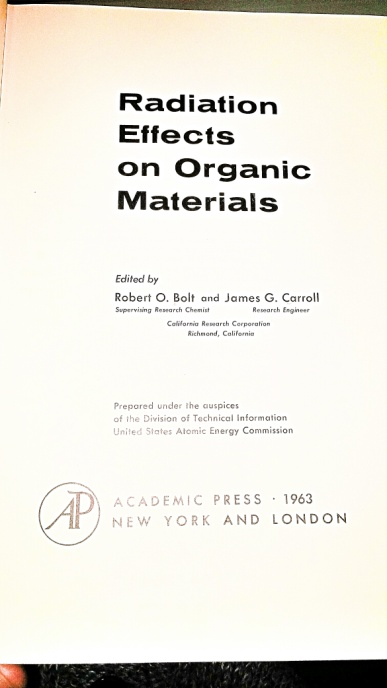 Radiation
Effects
on Organic
Materials
Edited by
Robert O. Bolt and James G. Carroll
Supervising Research Chemist Research Engineer
California Research Corporation
Richmond, California
Prepared under the auspices
of the Division of Technical Information
United States Atomic Energy Commission
AP
ACADEMIC PRESS · 1963
NEW YORK AND LONDON